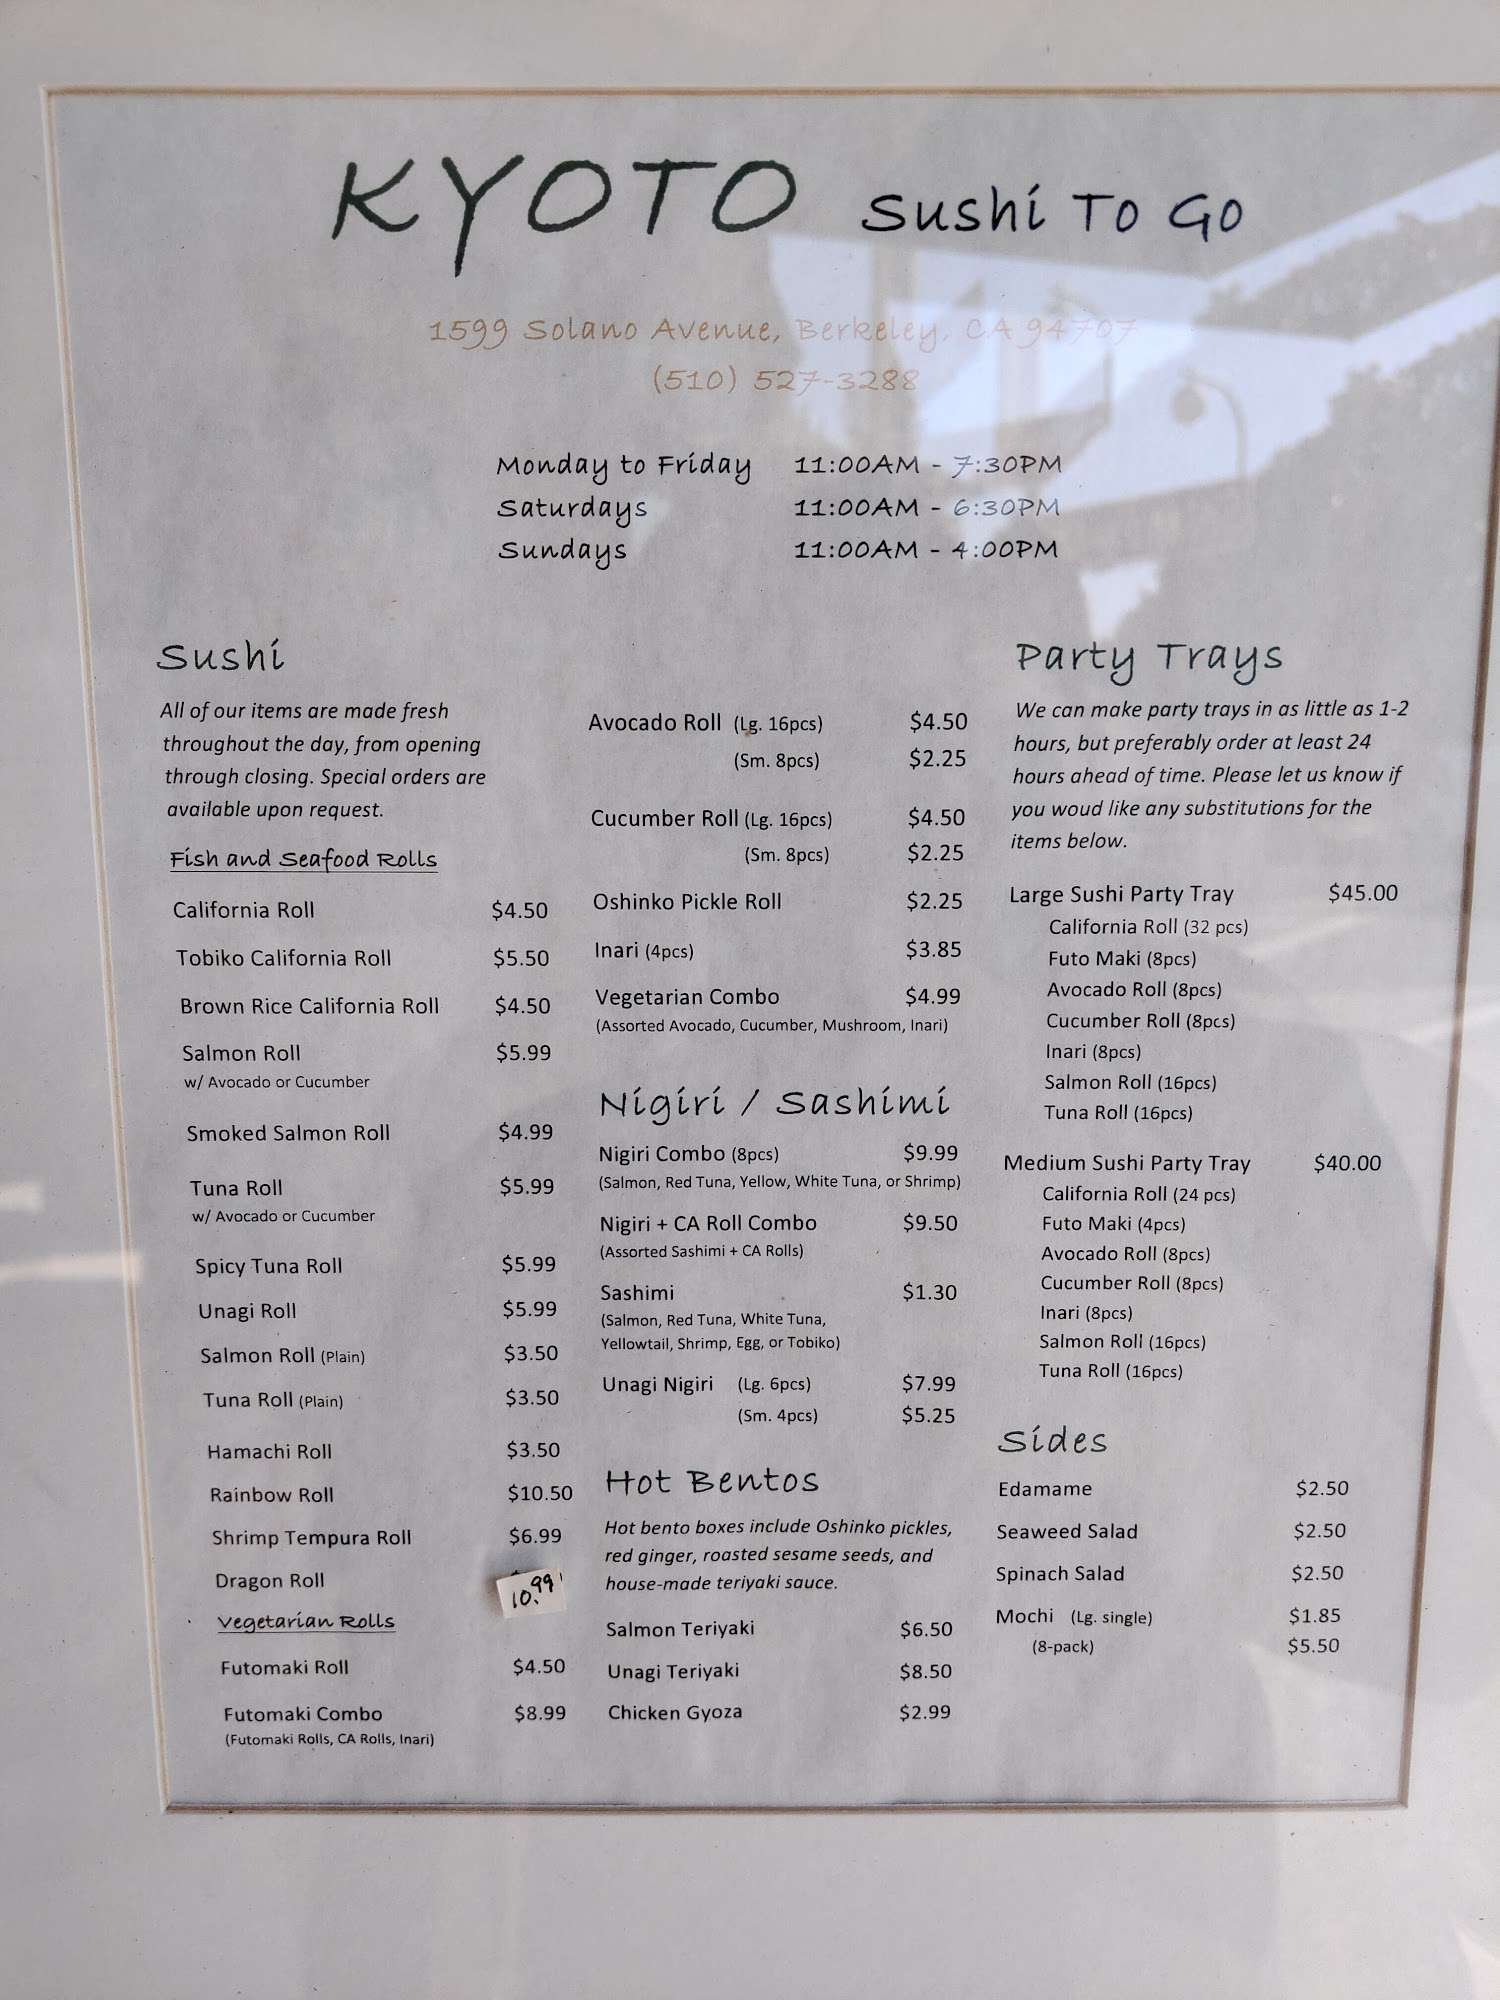 KYOTO Sushi To Go
1599 Solano Avenue, Berkeley, CA 94707
(510) 527-3288
Monday to Friday 11:00AM - 7:30PM
Saturdays 11:00AM - 6:30PM
Sundays 11:00AM - 4:00PM
Sushi
All of our items are made fresh
throughout the day, from opening
through closing. Special orders are
available upon request.
Fish and Seafood Rolls
California Roll $4.50
Tobiko California Roll $5.50
Brown Rice California Roll $4.50
Salmon Roll $5.99
w/ Avocado or Cucumber
Smoked Salmon Roll $4.99
Tuna Roll $5.99
w/ Avocado or Cucumber
Spicy Tuna Roll $5.99
Unagi Roll $5.99
Salmon Roll (Plain) $3.50
Tuna Roll (Plain) $3.50
Hamachi Roll $3.50
Rainbow Roll $10.50
Shrimp Tempura Roll $6.99
Dragon Roll 10.99
Vegetarian Rolls
Futomaki Roll $4.50
Futomaki Combo $8.99
(Futomaki Rolls, CA Rolls, Inari)
Avocado Roll (Lg. 16pcs) $4.50
(Sm. 8pcs) $2.25
Cucumber Roll (Lg. 16pcs) $4.50
(Sm. 8pcs) $2.25
Oshinko Pickle Roll $2.25
Inari (4pcs) $3.85
Vegetarian Combo $4.99
(Assorted Avocado, Cucumber, Mushroom, Inari)
Nigiri / Sashimi
Nigiri Combo (8pcs) $9.99
(Salmon, Red Tuna, Yellow, White Tuna, or Shrimp)
Nigiri + CA Roll Combo $9.50
(Assorted Sashimi + CA Rolls)
Sashimi $1.30
(Salmon, Red Tuna, White Tuna,
Yellowtail, Shrimp, Egg, or Tobiko)
Unagi Nigiri (Lg. 6pcs) $7.99
(Sm. 4pcs) $5.25
Hot Bentos
Hot bento boxes include Oshinko pickles,
red ginger, roasted sesame seeds, and
house-made teriyaki sauce.
Salmon Teriyaki $6.50
Unagi Teriyaki $8.50
Chicken Gyoza $2.99
Party Trays
We can make party trays in as little as 1-2
hours, but preferably order at least 24
hours ahead of time. Please let us know if
you woud like any substitutions for the
items below.
Large Sushi Party Tray $45.00
California Roll (32 pcs)
Futo Maki (8pcs)
Avocado Roll (8pcs)
Cucumber Roll (8pcs)
Inari (8pcs)
Salmon Roll (16pcs)
Tuna Roll (16pcs)
Medium Sushi Party Tray $40.00
California Roll (24 pcs)
Futo Maki (4pcs)
Avocado Roll (8pcs)
Cucumber Roll (8pcs)
Inari (8pcs)
Salmon Roll (16pcs)
Tuna Roll (16pcs)
Sides
Edamame $2.50
Seaweed Salad $2.50
Spinach Salad $2.50
Mochi (Lg. single) $1.85
(8-pack) $5.50